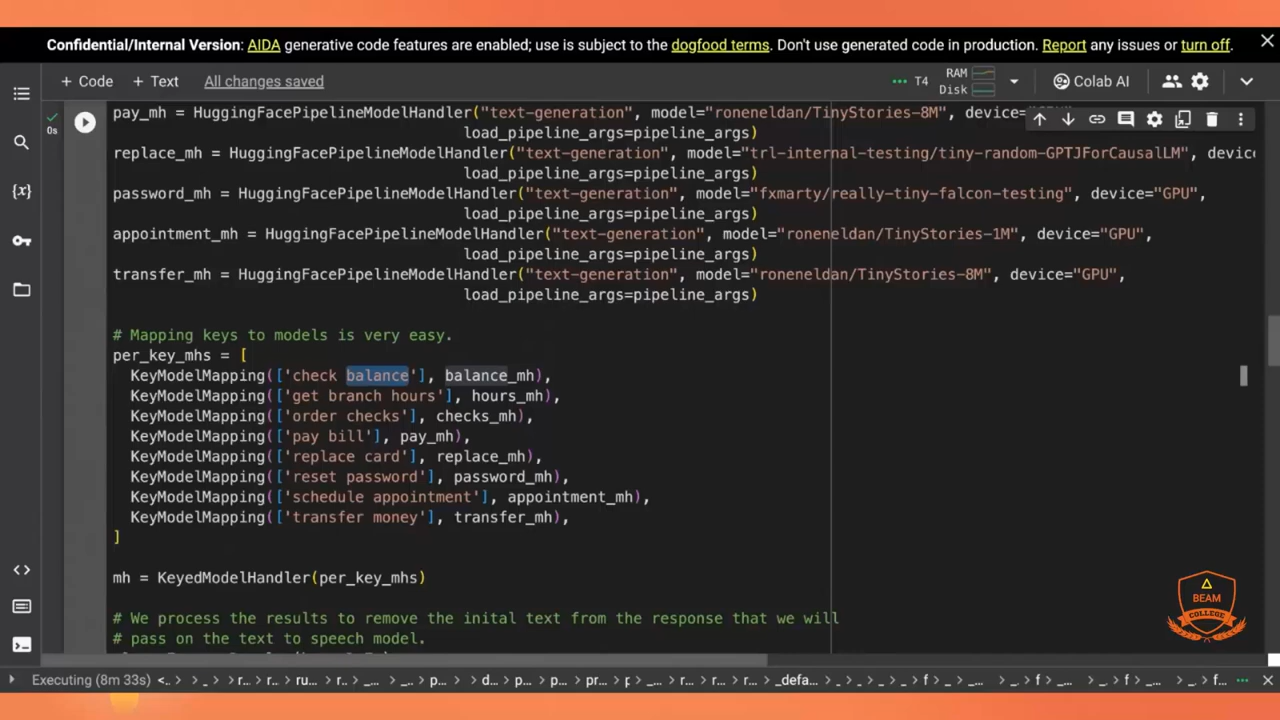 Confidential/Internal Version: AIDA generative code features are enabled; use is subject to the dogfood terms. Don't use generated code in production. Report any issues or turn off.
+ Code + Text All changes saved T4 RAM Disk Colab AI
0s
pay_mh = HuggingFacePipelineModelHandler("text-generation", model="roneneldan/TinyStories-8M",
load_pipeline_args=pipeline_args)
replace_mh = HuggingFacePipelineModelHandler("text-generation", model="trl-internal-testing/tiny-random-GPTJForCausalLM", device
load_pipeline_args=pipeline_args)
password_mh = HuggingFacePipelineModelHandler("text-generation", model="fxmarty/really-tiny-falcon-testing", device="GPU",
load_pipeline_args=pipeline_args)
appointment_mh = HuggingFacePipelineModelHandler("text-generation", model="roneneldan/TinyStories-1M", device="GPU",
load_pipeline_args=pipeline_args)
transfer_mh = HuggingFacePipelineModelHandler("text-generation", model="roneneldan/TinyStories-8M", device="GPU",
load_pipeline_args=pipeline_args)
# Mapping keys to models is very easy.
per_key_mhs = [
KeyModelMapping(['check balance'], balance_mh),
KeyModelMapping(['get branch hours'], hours_mh),
KeyModelMapping(['order checks'], checks_mh),
KeyModelMapping(['pay bill'], pay_mh),
KeyModelMapping(['replace card'], replace_mh),
KeyModelMapping(['reset password'], password_mh),
KeyModelMapping(['schedule appointment'], appointment_mh),
KeyModelMapping(['transfer money'], transfer_mh),
]
mh = KeyedModelHandler(per_key_mhs)
# We process the results to remove the inital text from the response that we will
# pass on the text to speech model.
BEAM
COLLEGE
Executing (8m 33s) <.. > _ > r... > r... > ru... > r... > _... > _.. > p... > d... > p... > p... > pr... > p > _... > r... > r... > r... > _defa...